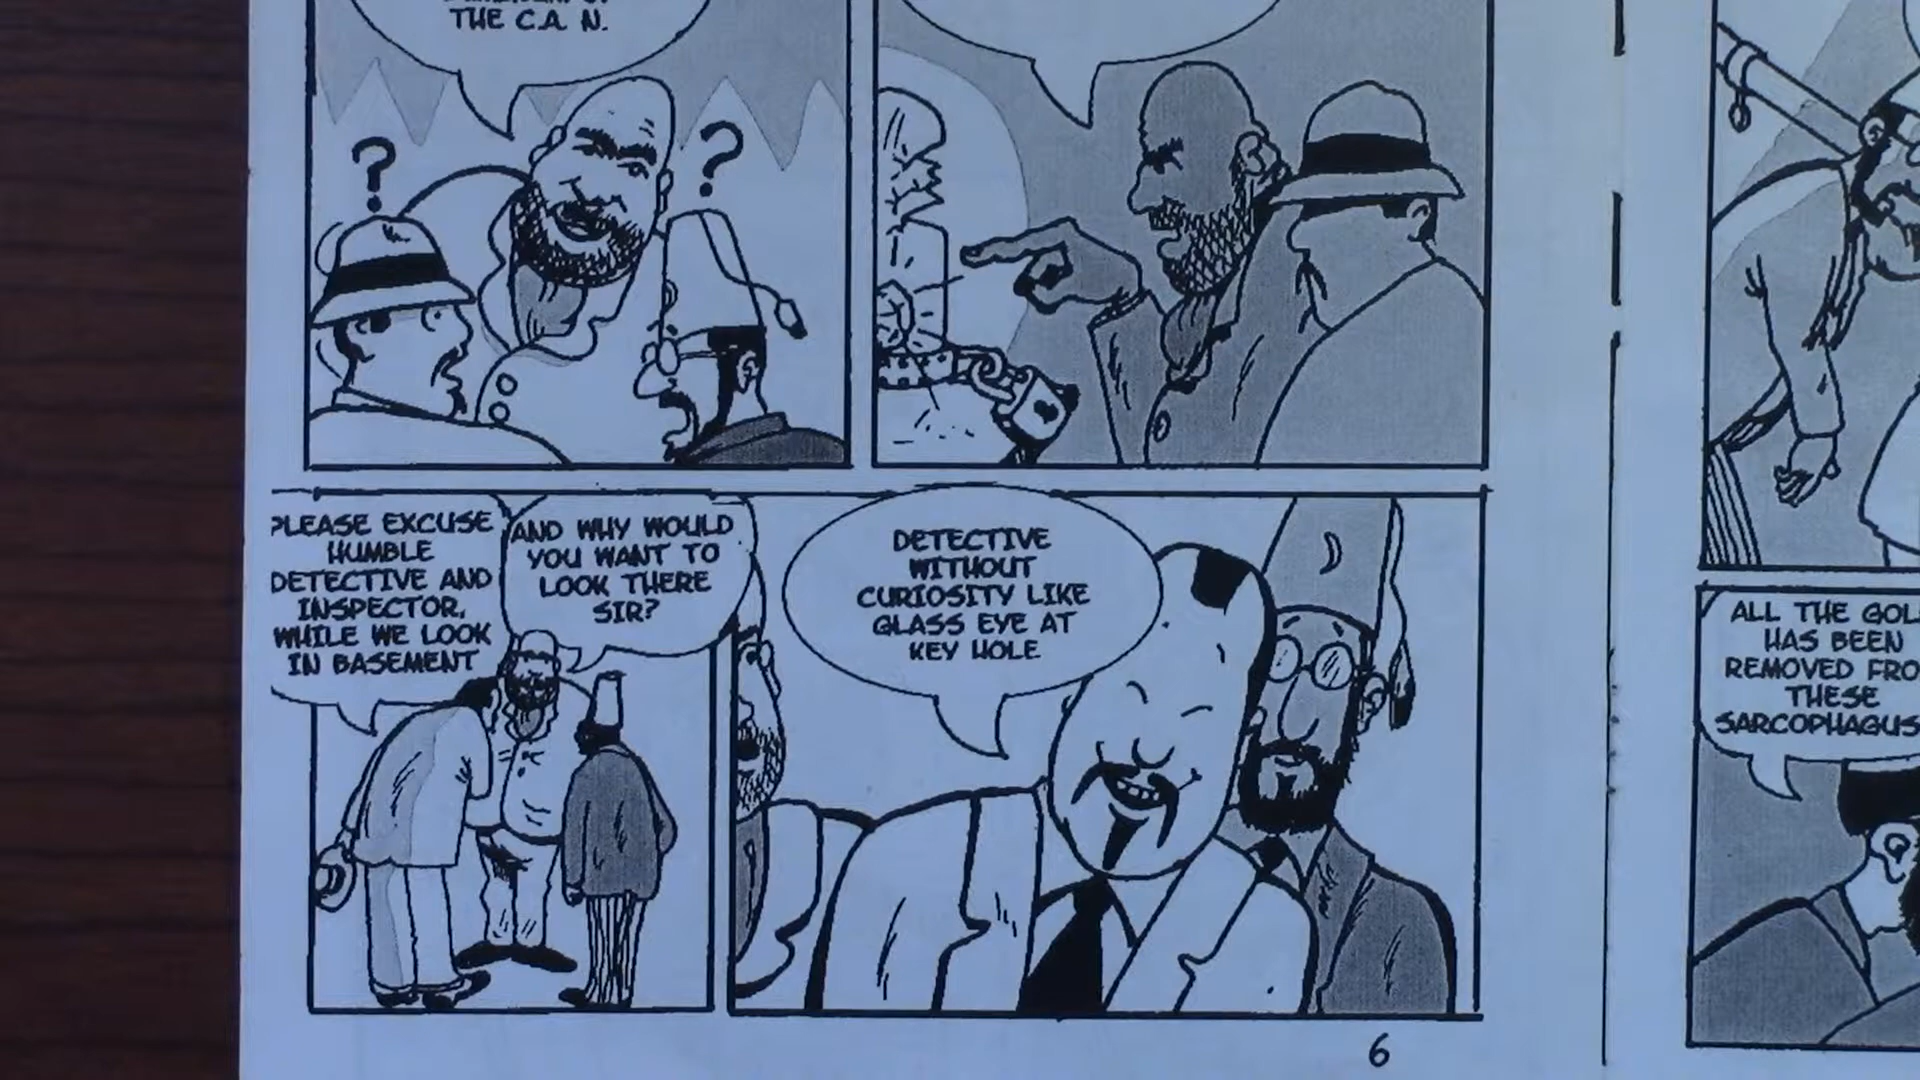 THE C.A. N.
?
?
PLEASE EXCUSE
HUMBLE
DETECTIVE AND
INSPECTOR,
WHILE WE LOOK
IN BASEMENT
AND WHY WOULD
YOU WANT TO
LOOK THERE
SIR?
DETECTIVE
WITHOUT
CURIOSITY LIKE
GLASS EYE AT
KEY HOLE
6
ALL THE GOL
HAS BEEN
REMOVED FRO
THESE
SARCOPHAGUS